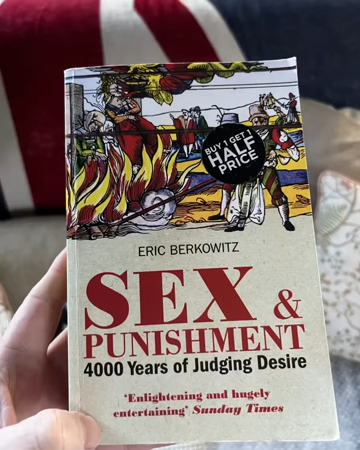 BUY 1 GET 1
HALF
PRICE
ERIC BERKOWITZ
SEX &
PUNISHMENT
4000 Years of Judging Desire
‘Enlightening and hugely
entertaining’ Sunday Times